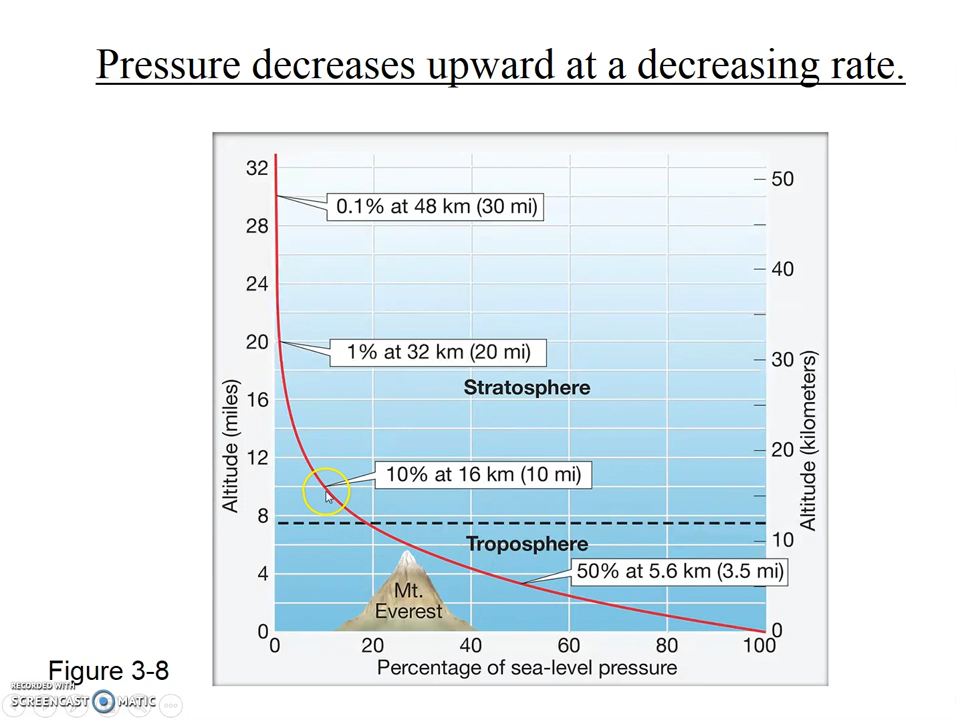 Pressure decreases upward at a decreasing rate.
32
28
24
20
16
12
8
4
0
Altitude (miles)
50
40
30
20
10
0
Altitude (kilometers)
0.1% at 48 km (30 mi)
1% at 32 km (20 mi)
Stratosphere
10% at 16 km (10 mi)
Troposphere
50% at 5.6 km (3.5 mi)
Mt.
Everest
0 20 40 60 80 100
Percentage of sea-level pressure
Figure 3-8
RECORDED WITH
SCREENCAST MATIC